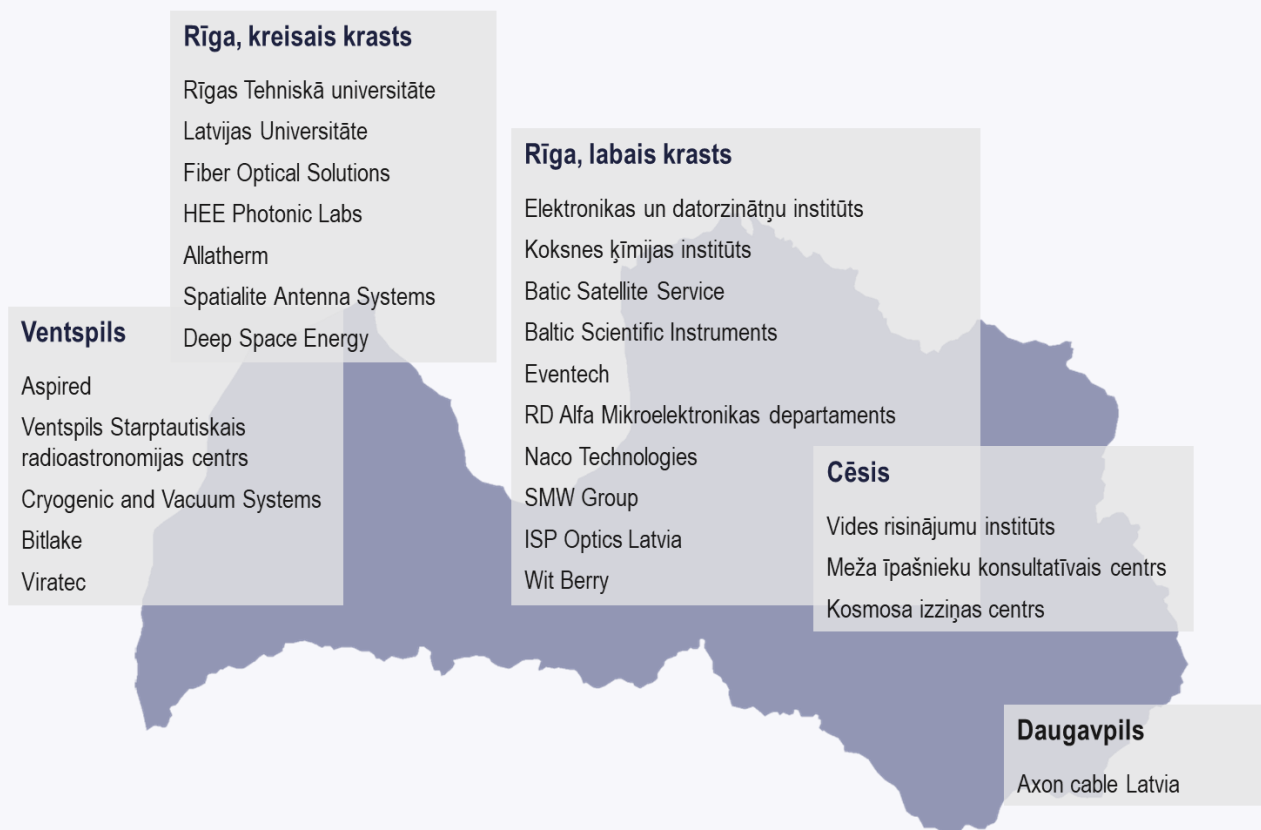 Rīga, kreisais krasts
Rīgas Tehniskā universitāte
Latvijas Universitāte
Fiber Optical Solutions
HEE Photonic Labs
Allatherm
Spatialite Antenna Systems
Deep Space Energy
Rīga, labais krasts
Elektronikas un datorzinātņu institūts
Koksnes ķīmijas institūts
Batic Satellite Service
Baltic Scientific Instruments
Eventech
RD Alfa Mikroelektronikas departaments
Naco Technologies
SMW Group
ISP Optics Latvia
Wit Berry
Ventspils
Aspired
Ventspils Starptautiskais
radioastronomijas centrs
Cryogenic and Vacuum Systems
Bitlake
Viratec
Cēsis
Vides risinājumu institūts
Meža īpašnieku konsultatīvais centrs
Kosmosa izziņas centrs
Daugavpils
Axon cable Latvia